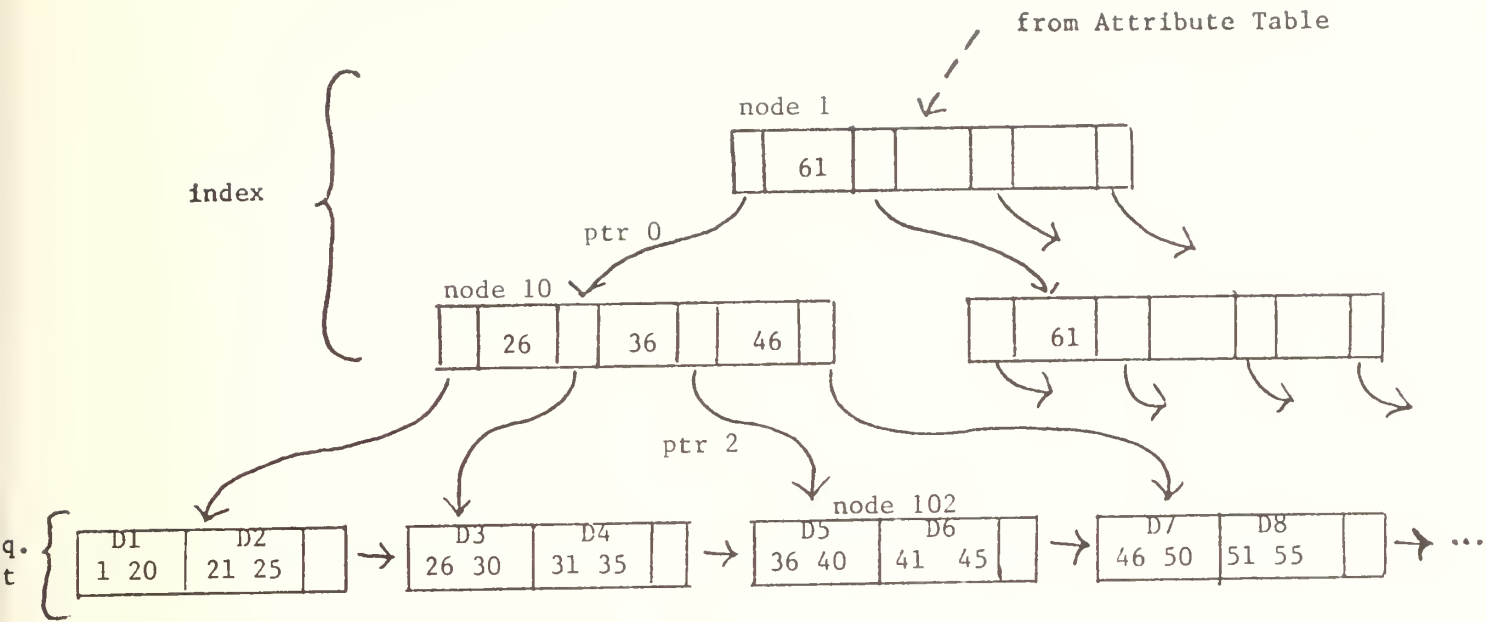 from Attribute Table
node 1
61
index
ptr 0
node 10
26 36 46
61
ptr 2
node 102
D1 D2 D3 D4 D5 D6 D7 D8
q.
1 20 21 25 26 30 31 35 36 40 41 45 46 50 51 55 ...
t